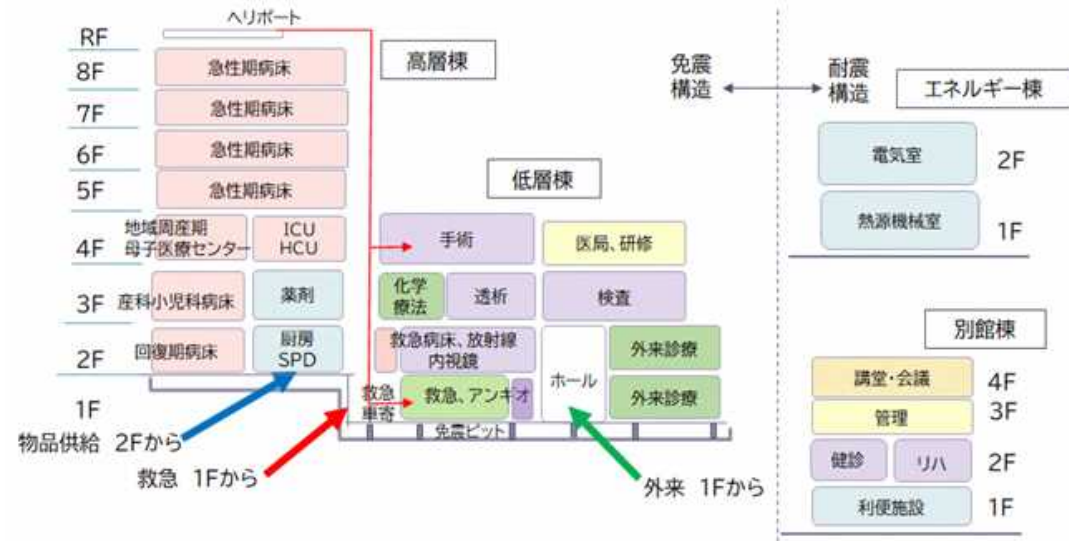 ヘリポート
RF
高層棟
8F
急性期病床
7F
急性期病床
6F
急性期病床
5F
急性期病床
低層棟
4F
地域周産期
母子医療センター
ICU
HCU
手術
医局、研修
3F
産科小児科病床
薬剤
化学
療法
透析
検査
2F
回復期病床
厨房
SPD
救急病床、放射線
内視鏡
ホール
外来診療
1F
救急
車寄
救急、アンギオ
外来診療
免震ピット
物品供給 2Fから
救急 1Fから
外来 1Fから
免震
構造
耐震
構造
エネルギー棟
電気室
2F
熱源機械室
1F
別館棟
講堂・会議
4F
管理
3F
健診
リハ
2F
利便施設
1F